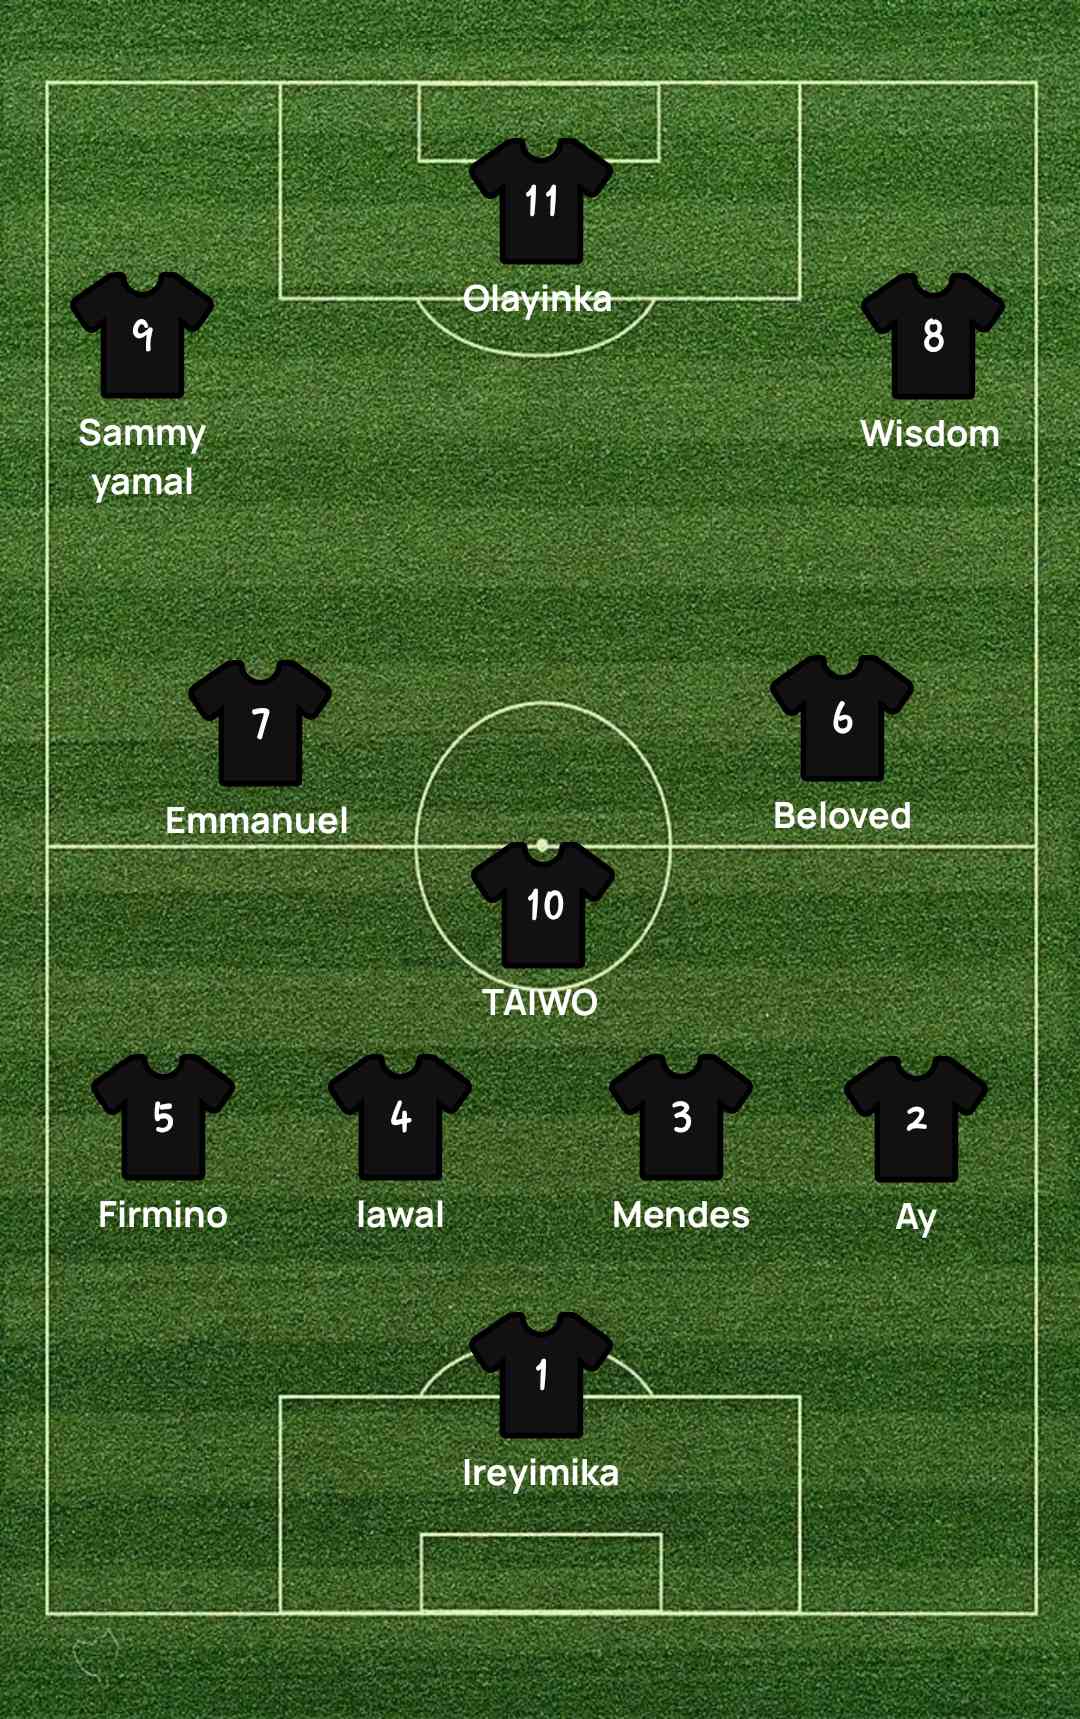 11
Olayinka
9
Sammy
yamal
8
Wisdom
7
Emmanuel
6
Beloved
10
TAIWO
5
Firmino
4
lawal
3
Mendes
2
Ay
1
Ireyimika